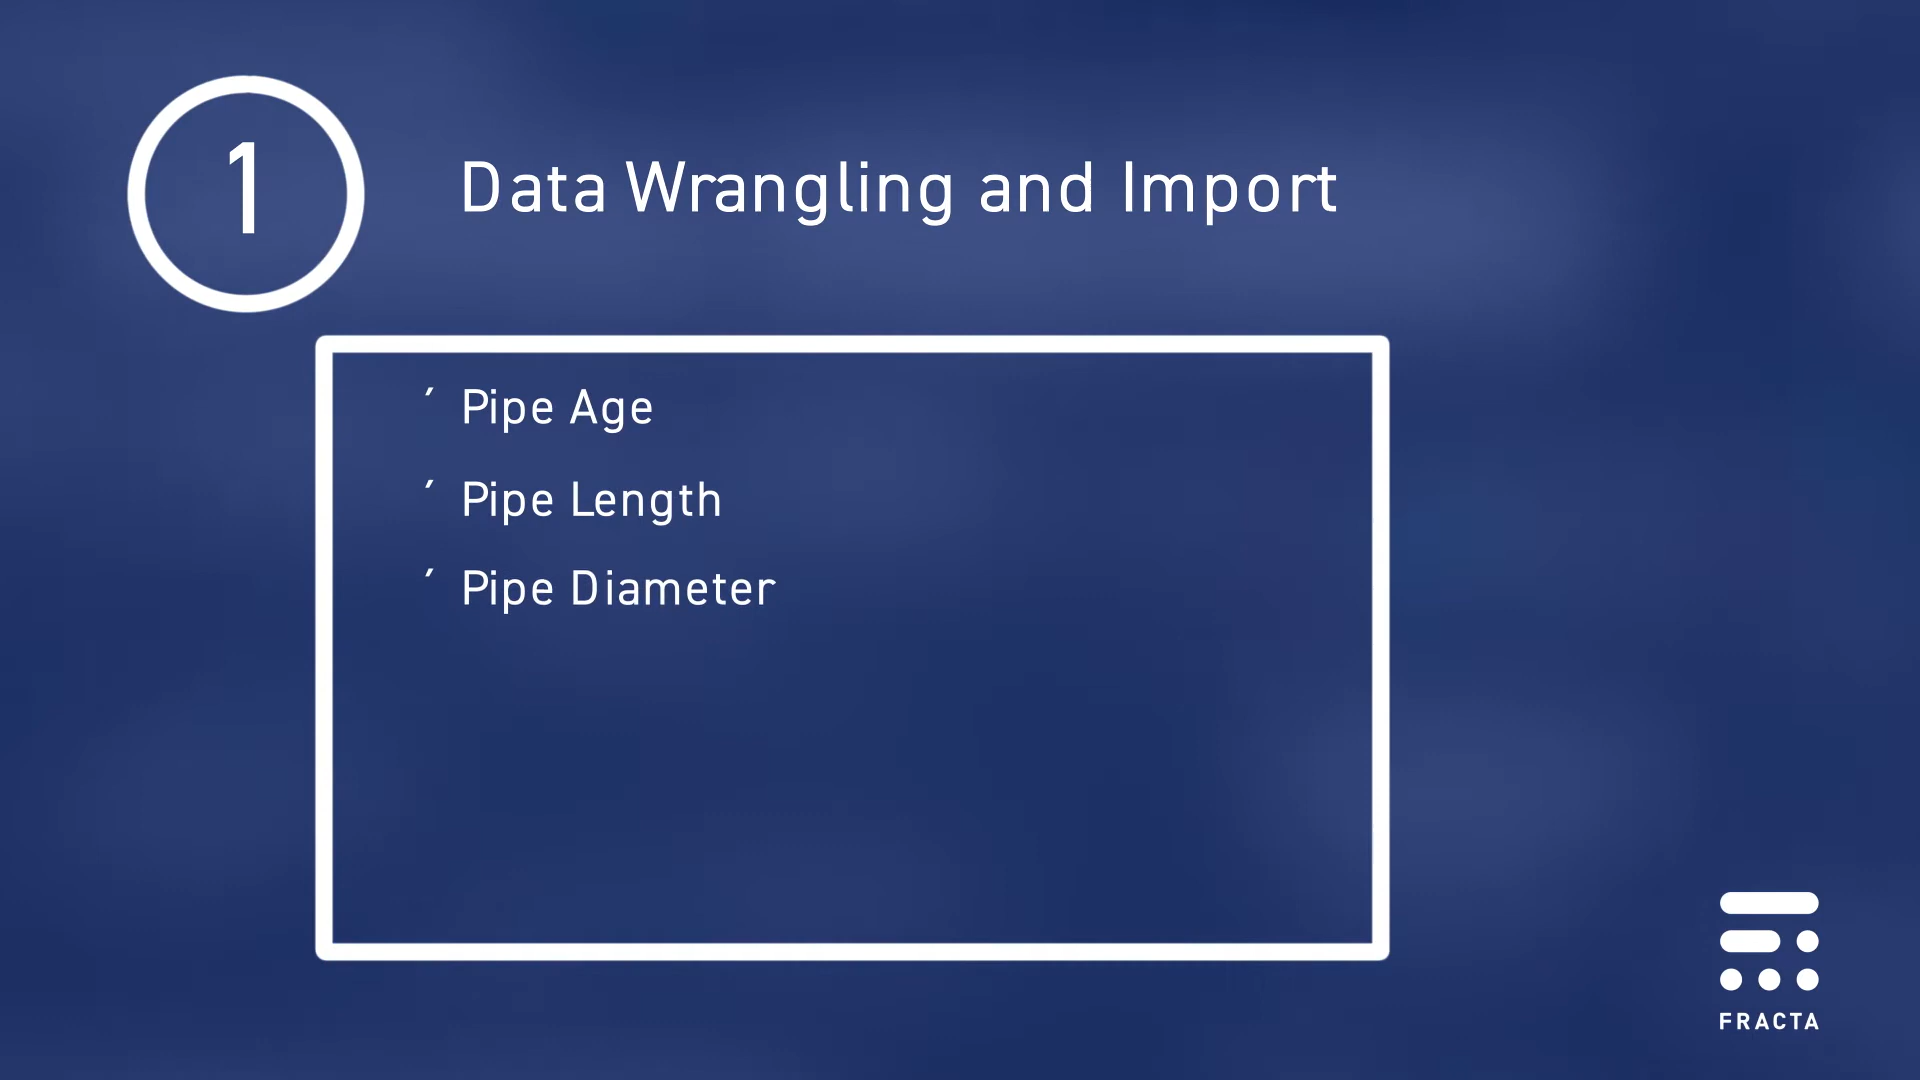 1
Data Wrangling and Import
´ Pipe Age
´ Pipe Length
´ Pipe Diameter
FRACTA